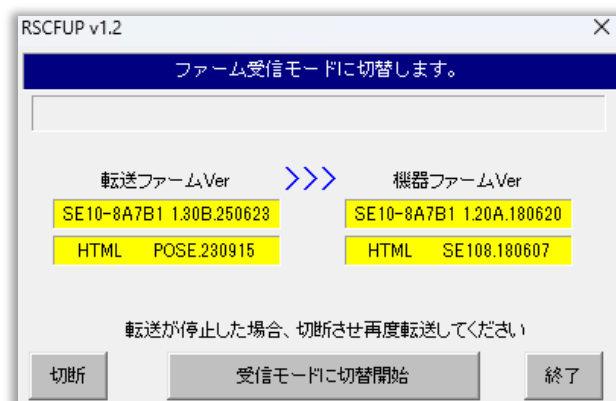 RSCFUP v1.2
ファーム受信モードに切替します。
転送ファームVer >>> 機器ファームVer
SE10-8A7B1 1.30B.250623 SE10-8A7B1 1.20A.180620
HTML POSE.230915 HTML SE108.180607
転送が停止した場合、切断させ再度転送してください
切断 受信モードに切替開始 終了